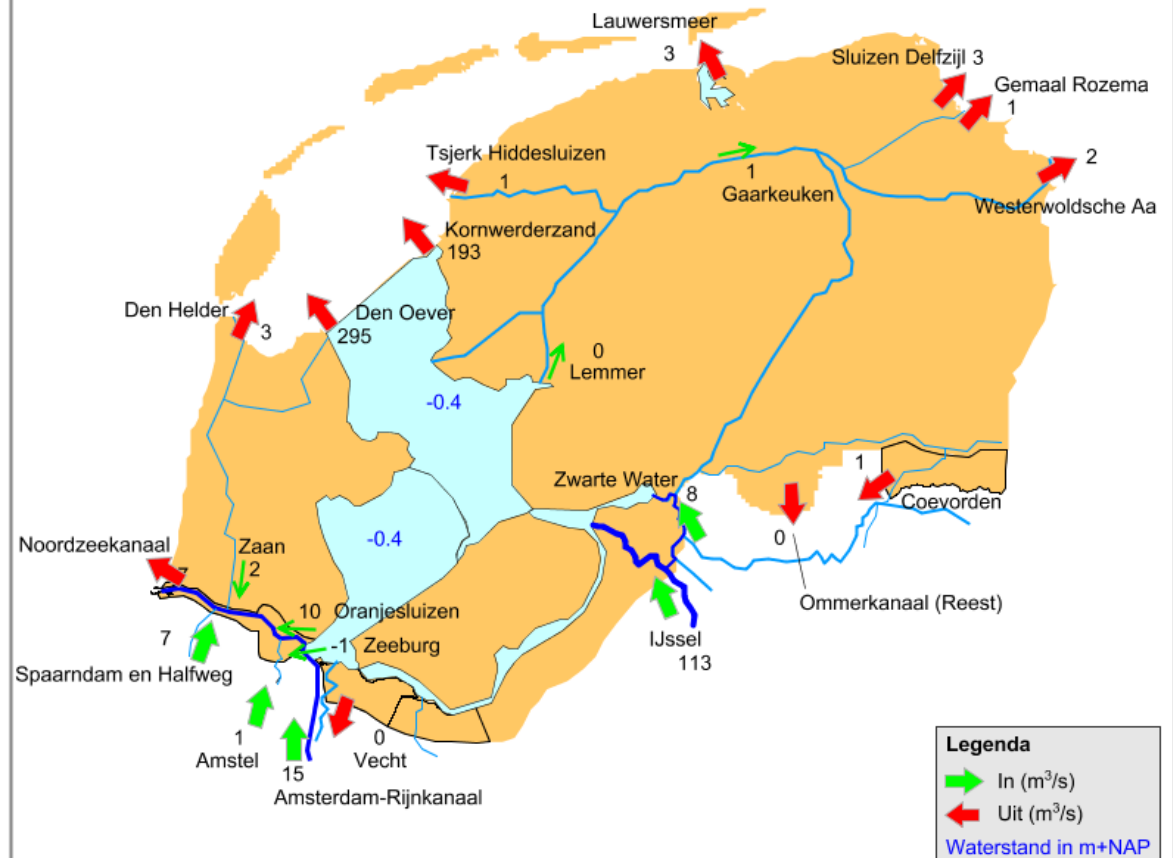 Lauwersmeer
3
Sluizen Delfzijl 3
Gemaal Rozema
1
Tsjerk Hiddesluizen
1
1
Gaarkeuken
2
Westerwoldsche Aa
Kornwerderzand
193
Den Helder
3
Den Oever
295
0
Lemmer
-0.4
Zwarte Water
8
1
Coevorden
-0.4
0
Noordzeekanaal
7
Zaan
2
10 Oranjesluizen
-1 Zeeburg
Ommerkanaal (Reest)
7
Spaarndam en Halfweg
IJssel
113
1
Amstel
0
Vecht
15
Amsterdam-Rijnkanaal
Legenda
In (m³/s)
Uit (m³/s)
Waterstand in m+NAP